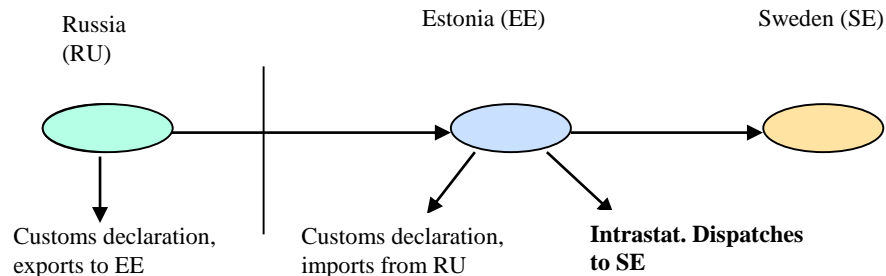 Russia
(RU)
Estonia (EE)
Sweden (SE)
Customs declaration,
exports to EE
Customs declaration,
imports from RU
Intrastat. Dispatches
to SE